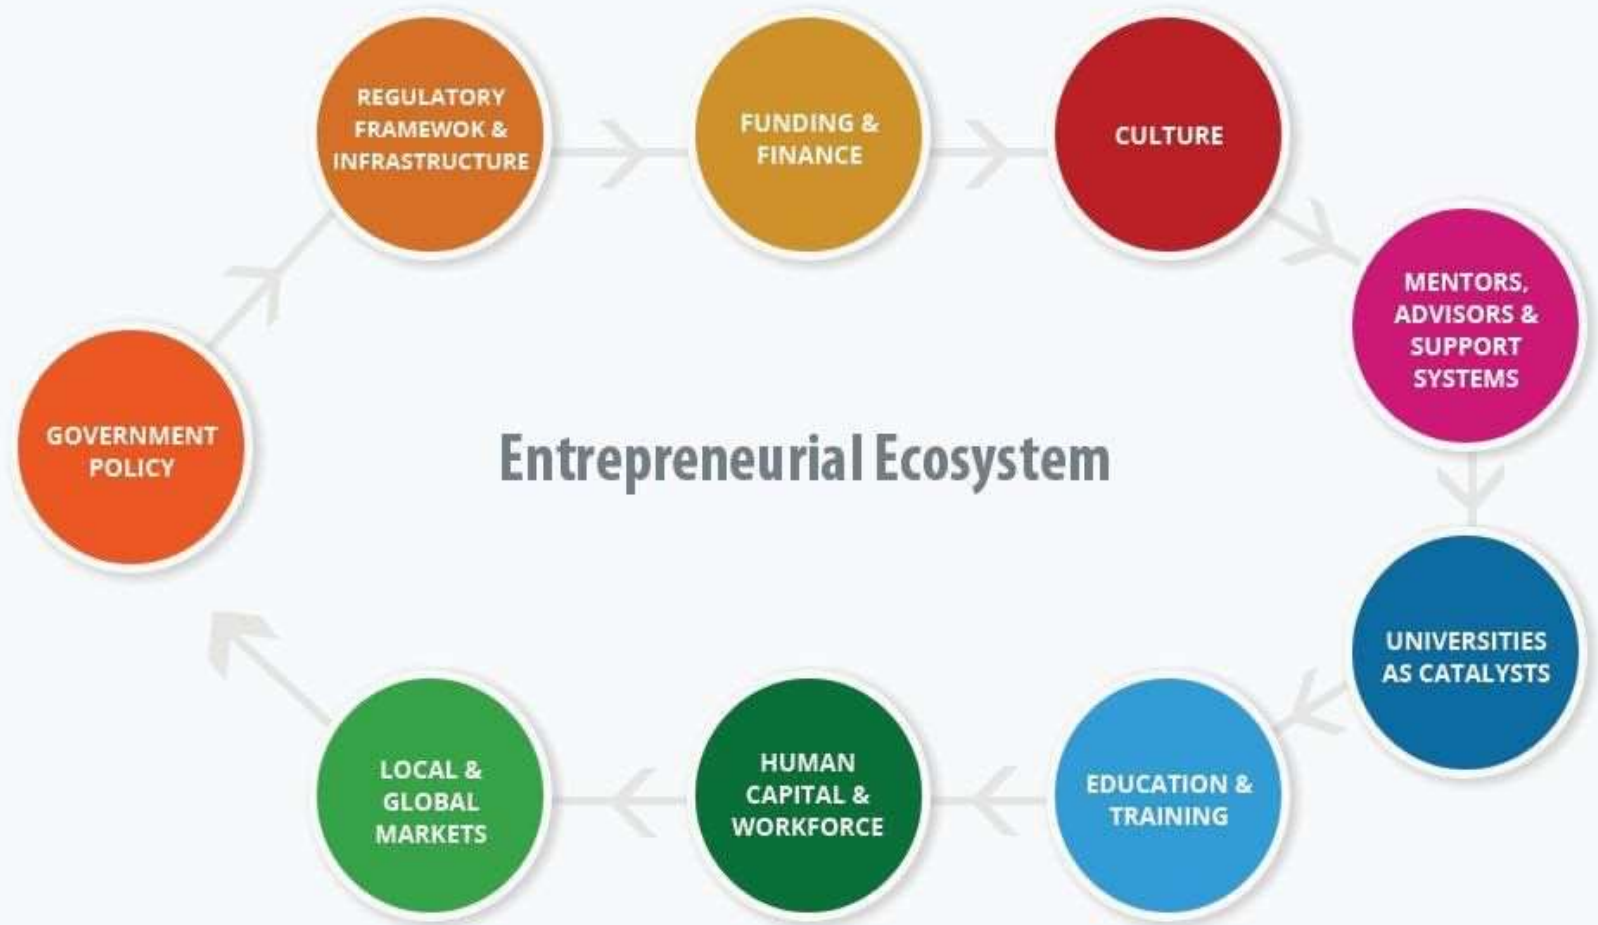 REGULATORY
FRAMEWOK &
INFRASTRUCTURE
FUNDING &
FINANCE
CULTURE
MENTORS,
ADVISORS &
SUPPORT
SYSTEMS
GOVERNMENT
POLICY
Entrepreneurial Ecosystem
UNIVERSITIES
AS CATALYSTS
LOCAL &
GLOBAL
MARKETS
HUMAN
CAPITAL &
WORKFORCE
EDUCATION &
TRAINING